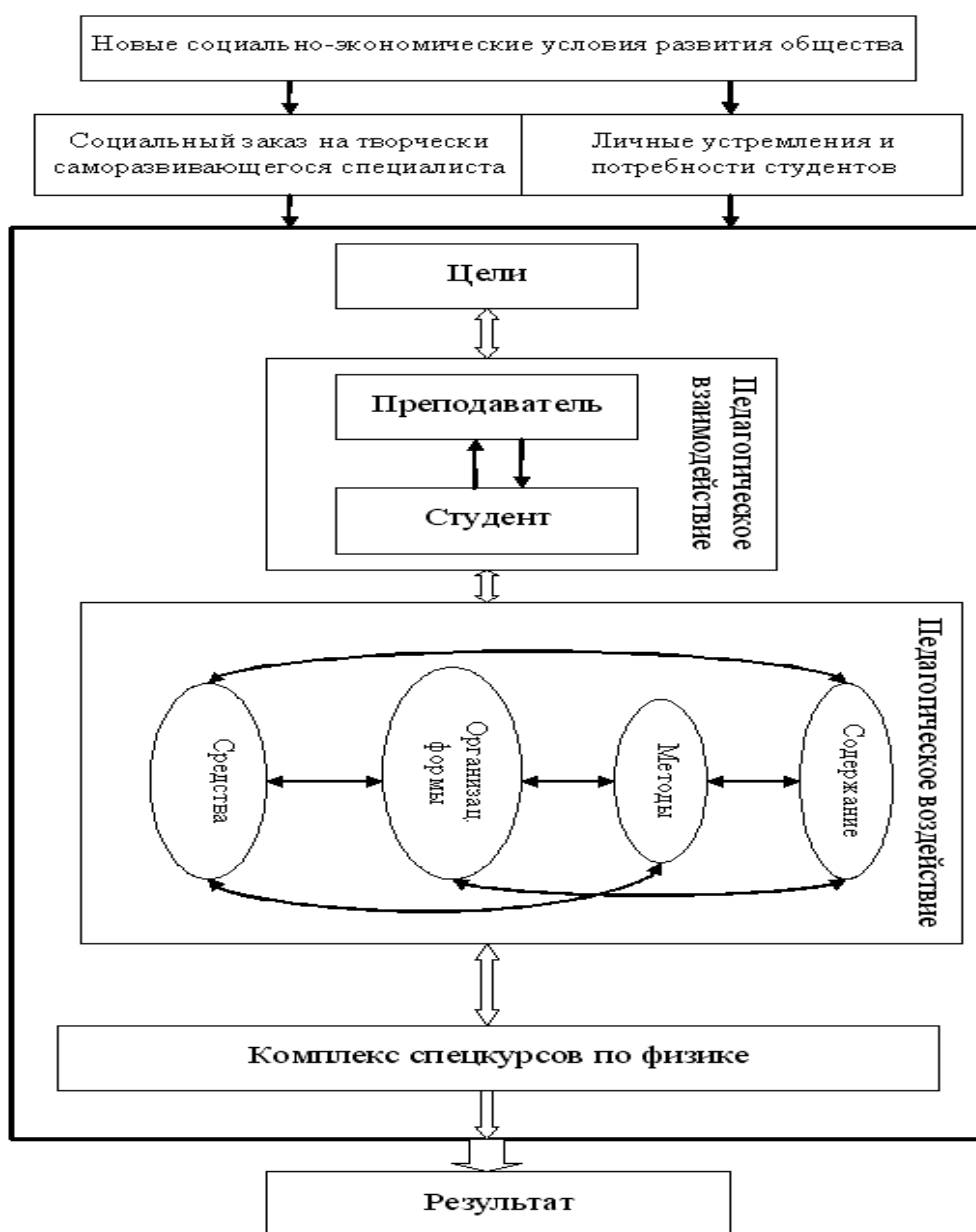 Новые социально-экономические условия развития общества
Социальный заказ на творчески
саморазвивающегося специалиста
Личные устремления и
потребности студентов
Цели
Преподаватель
Студент
Педагогическое
взаимодействие
Педагогическое воздействие
Средства
Организац.
формы
Методы
Содержание
Комплекс спецкурсов по физике
Результат